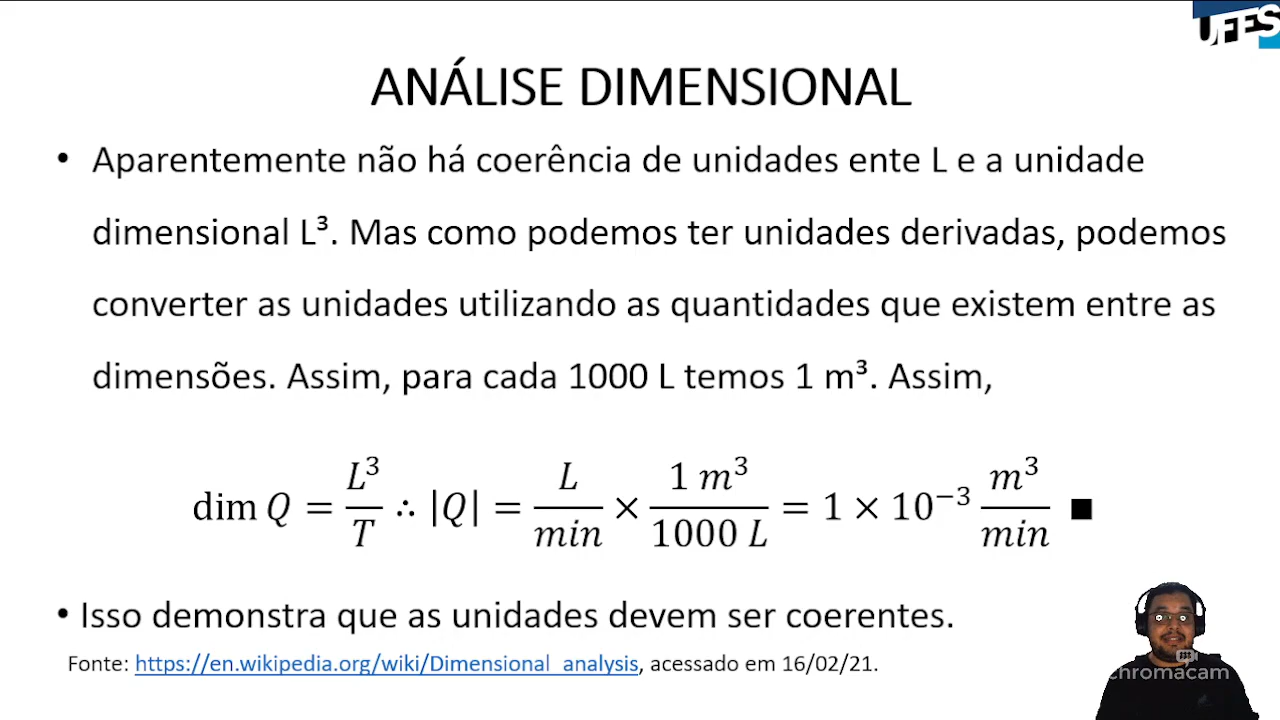 UFES
ANÁLISE DIMENSIONAL
• Aparentemente não há coerência de unidades ente L e a unidade
dimensional L³. Mas como podemos ter unidades derivadas, podemos
converter as unidades utilizando as quantidades que existem entre as
dimensões. Assim, para cada 1000 L temos 1 m³. Assim,
dim Q = L³/T ∴ |Q| = L/min × 1 m³/1000 L = 1 × 10⁻³ m³/min ■
• Isso demonstra que as unidades devem ser coerentes.
Fonte: https://en.wikipedia.org/wiki/Dimensional_analysis, acessado em 16/02/21.
chromacam